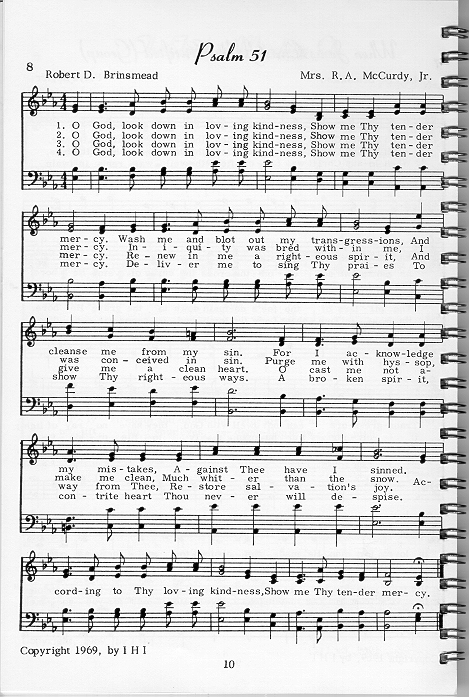 Psalm 51
8
Robert D. Brinsmead Mrs. R.A. McCurdy, Jr.
1. O God, look down in lov-ing kind-ness, Show me Thy ten-der
2. O God, look down in lov-ing kind-ness, Show me Thy ten-der
3. O God, look down in lov-ing kind-ness, Show me Thy ten-der
4. O God, look down in lov-ing kind-ness, Show me Thy ten-der
mer-cy. Wash me and blot out my trans-gress-ions, And
mer-cy. In-i-qui-ty was bred with-in me, I
mer-cy. Re-new in me a right-eous spir-it, And
mer-cy. De-liv-er me to sing Thy prai-es To
cleanse me from my sin. For I ac-know-ledge
was con-ceived in sin. Purge me with hys-sop,
give me a clean heart. O cast me not a-
show Thy right-eous ways. A bro-ken spir-it,
my mis-takes, A-gainst Thee have I sinned.
make me clean, Much whit-er than the snow. Ac-
way from Thee, Re-store sal-va-tion's joy.
con-trite heart Thou nev-er will de-spise.
cord-ing to Thy lov-ing kind-ness, Show me Thy ten-der mer-cy.
Copyright 1969, by I H I
10